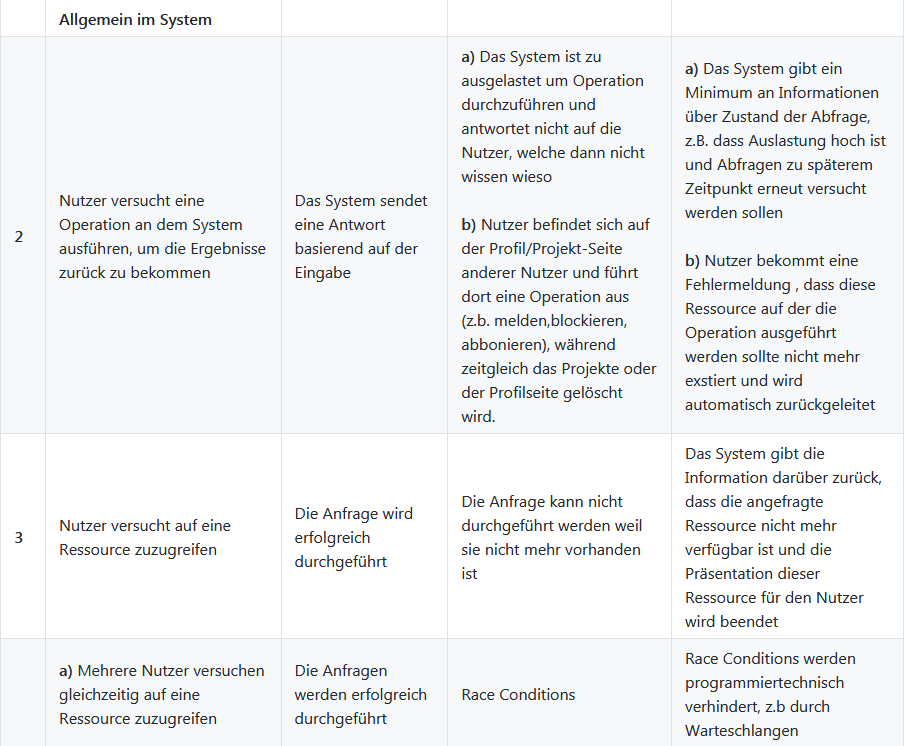 Allgemein im System
2
Nutzer versucht eine
Operation an dem System
ausführen, um die Ergebnisse
zurück zu bekommen
Das System sendet
eine Antwort
basierend auf der
Eingabe
a) Das System ist zu
ausgelastet um Operation
durchzuführen und
antwortet nicht auf die
Nutzer, welche dann nicht
wissen wieso
b) Nutzer befindet sich auf
der Profil/Projekt-Seite
anderer Nutzer und führt
dort eine Operation aus
(z.b. melden,blockieren,
abbonieren), während
zeitgleich das Projekte oder
der Profilseite gelöscht
wird.
a) Das System gibt ein
Minimum an Informationen
über Zustand der Abfrage,
z.B. dass Auslastung hoch ist
und Abfragen zu späterem
Zeitpunkt erneut versucht
werden sollen
b) Nutzer bekommt eine
Fehlermeldung , dass diese
Ressource auf der die
Operation ausgeführt
werden sollte nicht mehr
exstiert und wird
automatisch zurückgeleitet
3
Nutzer versucht auf eine
Ressource zuzugreifen
Die Anfrage wird
erfolgreich
durchgeführt
Die Anfrage kann nicht
durchgeführt werden weil
sie nicht mehr vorhanden
ist
Das System gibt die
Information darüber zurück,
dass die angefragte
Ressource nicht mehr
verfügbar ist und die
Präsentation dieser
Ressource für den Nutzer
wird beendet
a) Mehrere Nutzer versuchen
gleichzeitig auf eine
Ressource zuzugreifen
Die Anfragen
werden erfolgreich
durchgeführt
Race Conditions
Race Conditions werden
programmiertechnisch
verhindert, z.b durch
Warteschlangen